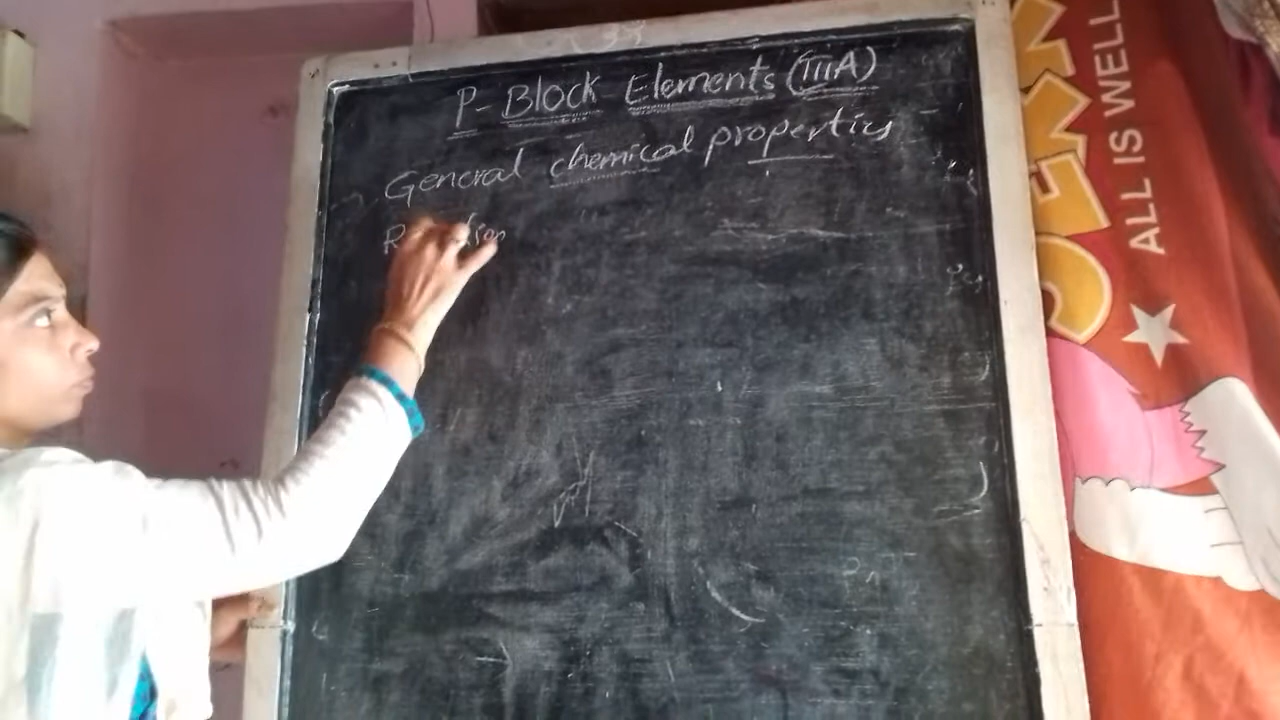 P-Block Elements (IIIA)
General chemical properties
ALL IS WELL